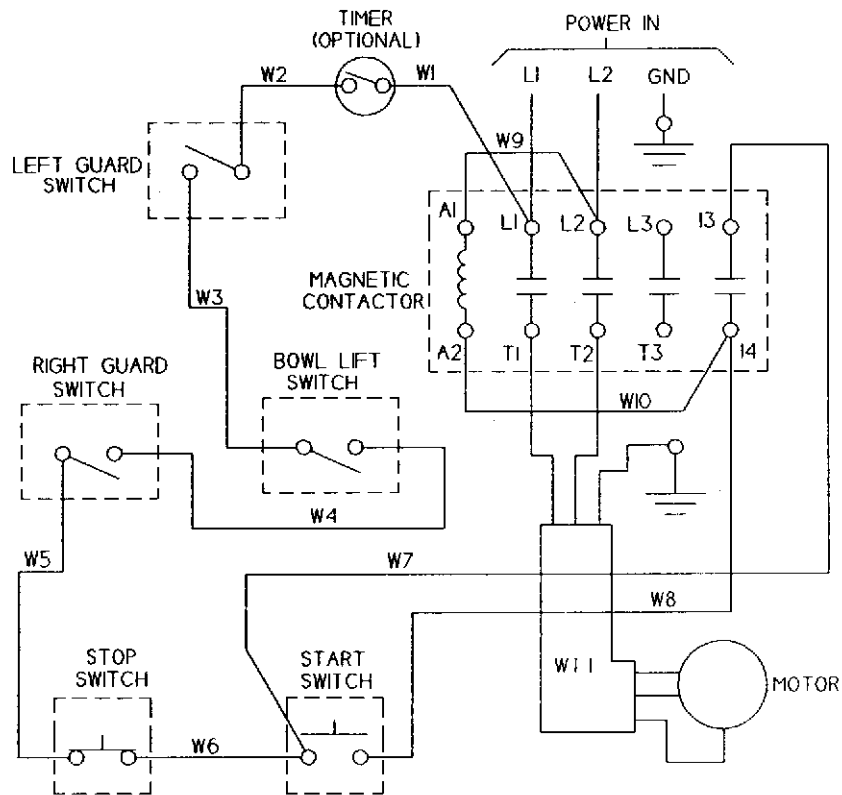 TIMER
(OPTIONAL)
POWER IN
W2
W1
L1
L2
GND
LEFT GUARD
SWITCH
W9
A1
L1
L2
L3
13
MAGNETIC
CONTACTOR
W3
A2
T1
T2
T3
14
RIGHT GUARD
SWITCH
BOWL LIFT
SWITCH
W10
W4
W5
W7
W8
STOP
SWITCH
START
SWITCH
W11
MOTOR
W6